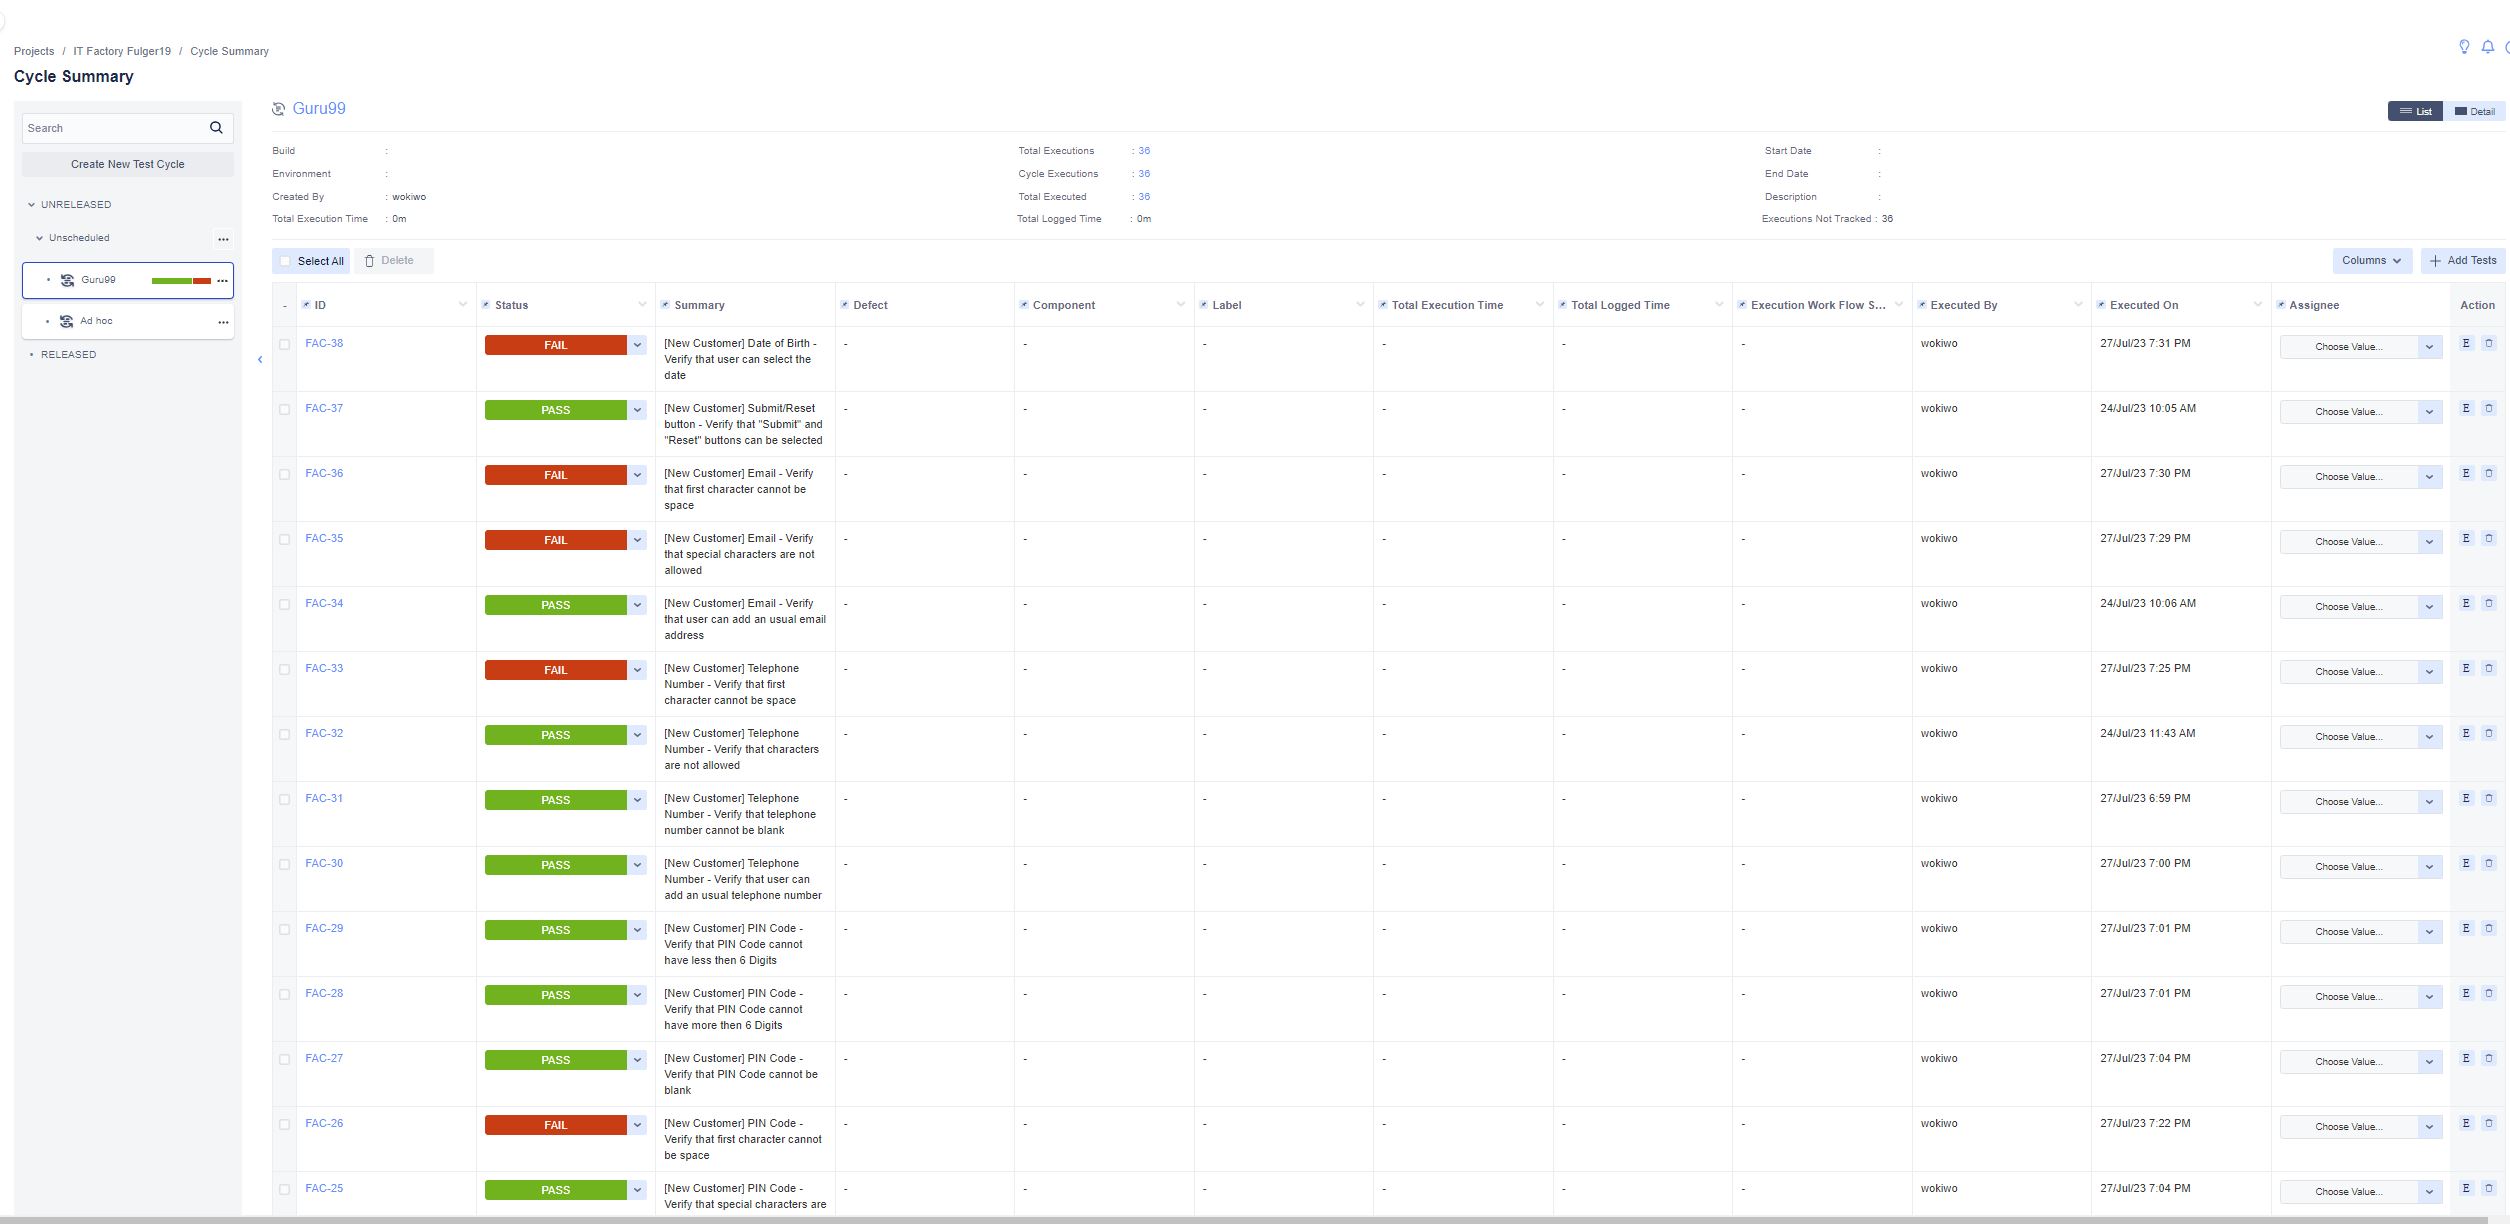 Projects / IT Factory Fulger19 / Cycle Summary
Cycle Summary
Search
Create New Test Cycle
UNRELEASED
Unscheduled
Guru99
Ad hoc
RELEASED
Guru99
List
Detail
Build :
Total Executions : 36
Start Date :
Environment :
Cycle Executions : 36
End Date :
Created By : wokiwo
Total Executed : 36
Description :
Total Execution Time : 0m
Total Logged Time : 0m
Executions Not Tracked : 36
Select All
Delete
Columns
Add Tests
- ID Status Summary Defect Component Label Total Execution Time Total Logged Time Execution Work Flow S... Executed By Executed On Assignee Action
FAC-38 FAIL [New Customer] Date of Birth - - - - - - - wokiwo 27/Jul/23 7:31 PM Choose Value... E
Verify that user can select the
date
FAC-37 PASS [New Customer] Submit/Reset - - - - - - wokiwo 24/Jul/23 10:05 AM Choose Value... E
button - Verify that "Submit" and
"Reset" buttons can be selected
FAC-36 FAIL [New Customer] Email - Verify - - - - - - wokiwo 27/Jul/23 7:30 PM Choose Value... E
that first character cannot be
space
FAC-35 FAIL [New Customer] Email - Verify - - - - - - wokiwo 27/Jul/23 7:29 PM Choose Value... E
that special characters are not
allowed
FAC-34 PASS [New Customer] Email - Verify - - - - - - wokiwo 24/Jul/23 10:06 AM Choose Value... E
that user can add an usual email
address
FAC-33 FAIL [New Customer] Telephone - - - - - - wokiwo 27/Jul/23 7:25 PM Choose Value... E
Number - Verify that first
character cannot be space
FAC-32 PASS [New Customer] Telephone - - - - - - wokiwo 24/Jul/23 11:43 AM Choose Value... E
Number - Verify that characters
are not allowed
FAC-31 PASS [New Customer] Telephone - - - - - - wokiwo 27/Jul/23 6:59 PM Choose Value... E
Number - Verify that telephone
number cannot be blank
FAC-30 PASS [New Customer] Telephone - - - - - - wokiwo 27/Jul/23 7:00 PM Choose Value... E
Number - Verify that user can
add an usual telephone number
FAC-29 PASS [New Customer] PIN Code - - - - - - - wokiwo 27/Jul/23 7:01 PM Choose Value... E
Verify that PIN Code cannot
have less then 6 Digits
FAC-28 PASS [New Customer] PIN Code - - - - - - - wokiwo 27/Jul/23 7:01 PM Choose Value... E
Verify that PIN Code cannot
have more then 6 Digits
FAC-27 PASS [New Customer] PIN Code - - - - - - - wokiwo 27/Jul/23 7:04 PM Choose Value... E
Verify that PIN Code cannot be
blank
FAC-26 FAIL [New Customer] PIN Code - - - - - - - wokiwo 27/Jul/23 7:22 PM Choose Value... E
Verify that first character cannot
be space
FAC-25 PASS [New Customer] PIN Code - - - - - - - wokiwo 27/Jul/23 7:04 PM Choose Value... E
Verify that special characters are